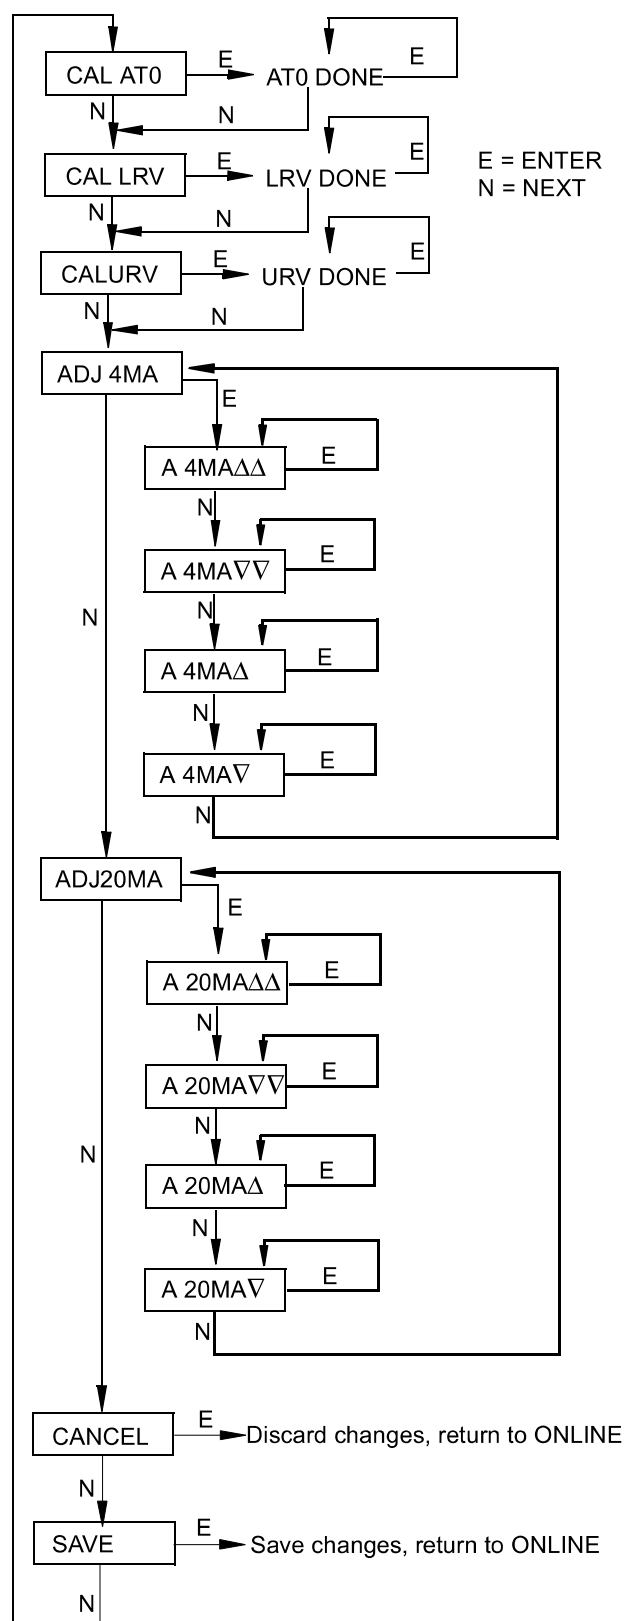 E
CAL AT0
E
AT0 DONE
N
N
E
E
CAL LRV
E
LRV DONE
E = ENTER
N = NEXT
N
N
CALURV
E
URV DONE
E
N
N
ADJ 4MA
E
A 4MA∆∆
E
N
A 4MA∇∇
E
N
N
A 4MA∆
E
N
A 4MA∇
E
N
ADJ20MA
E
A 20MA∆∆
E
N
A 20MA∇∇
E
N
N
A 20MA∆
E
N
A 20MA∇
E
N
CANCEL
E
Discard changes, return to ONLINE
N
SAVE
E
Save changes, return to ONLINE
N